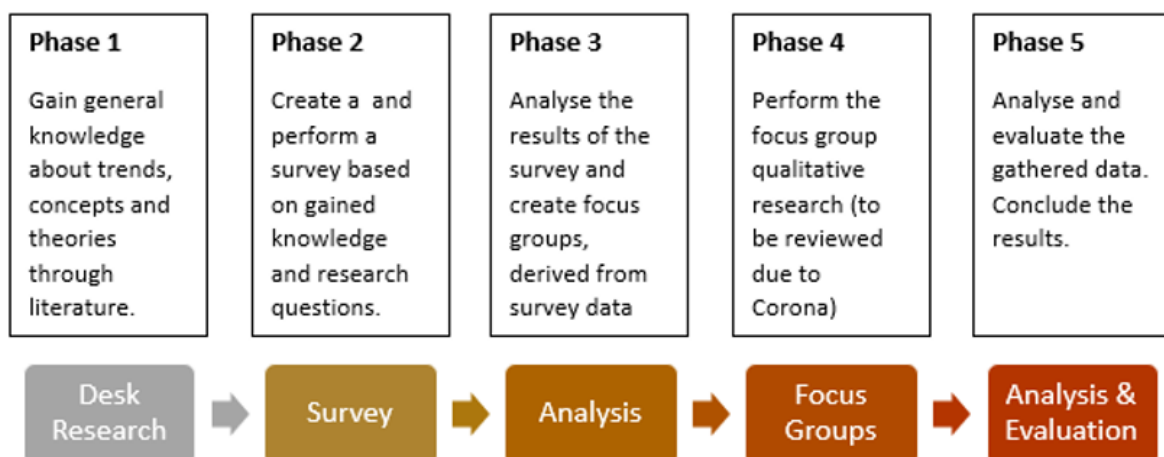 Phase 1
Gain general
knowledge
about trends,
concepts and
theories
through
literature.
Phase 2
Create a  and
perform a
survey based
on gained
knowledge
and research
questions.
Phase 3
Analyse the
results of the
survey and
create focus
groups,
derived from
survey data
Phase 4
Perform the
focus group
qualitative
research (to
be reviewed
due to
Corona)
Phase 5
Analyse and
evaluate the
gathered data.
Conclude the
results.
Desk
Research
Survey
Analysis
Focus
Groups
Analysis &
Evaluation